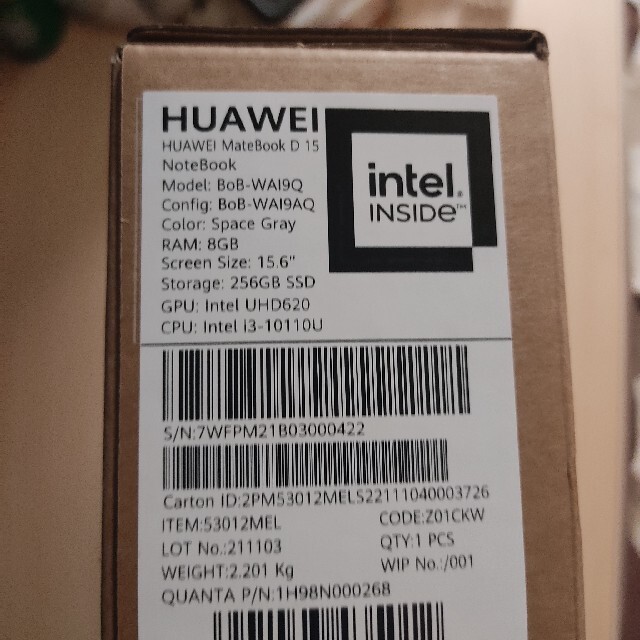 HUAWEI
HUAWEI MateBook D 15
NoteBook
Model: BoB-WAI9Q
Config: BoB-WAI9AQ
Color: Space Gray
RAM: 8GB
Screen Size: 15.6"
Storage: 256GB SSD
GPU: Intel UHD620
CPU: Intel i3-10110U
intel.
INSIDE™
S/N:7WFPM21B03000422
Carton ID:2PM53012MELS22111040003726
ITEM:53012MEL CODE:Z01CKW
LOT No.:211103 QTY:1 PCS
WEIGHT:2.201 Kg WIP No.:/001
QUANTA P/N:1H98N000268